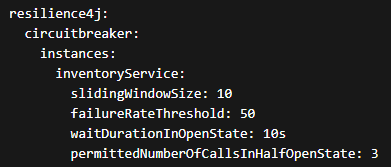 resilience4j:
  circuitbreaker:
    instances:
      inventoryService:
        slidingWindowSize: 10
        failureRateThreshold: 50
        waitDurationInOpenState: 10s
        permittedNumberOfCallsInHalfOpenState: 3